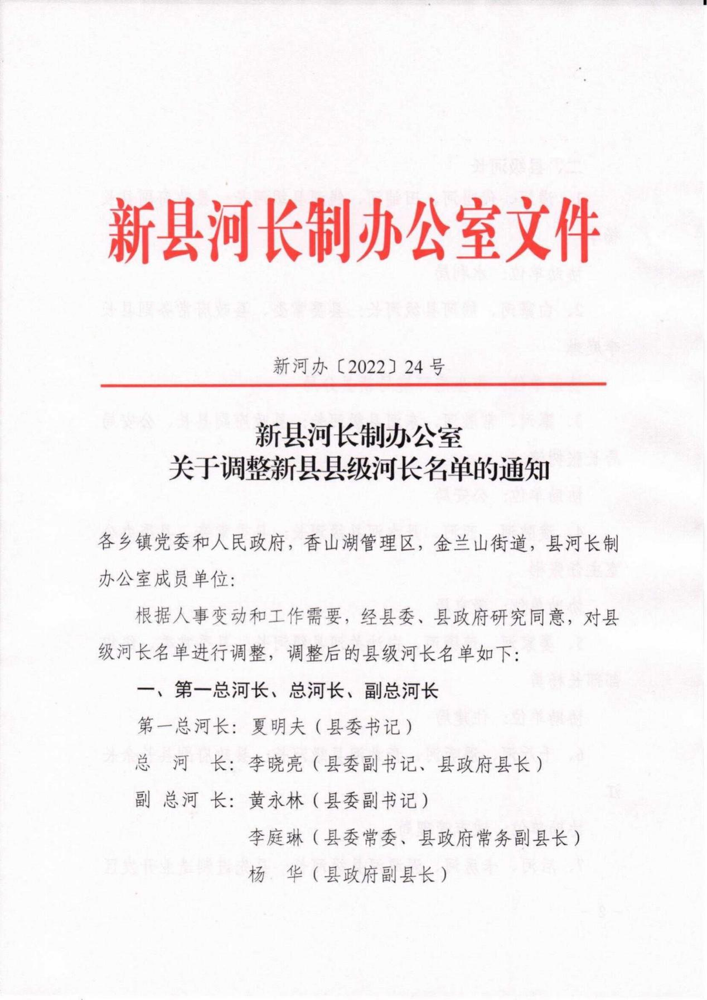 新县河长制办公室文件
新河办〔2022〕24 号
新县河长制办公室
关于调整新县县级河长名单的通知
各乡镇党委和人民政府，香山湖管理区，金兰山街道，县河长制
办公室成员单位：
根据人事变动和工作需要，经县委、县政府研究同意，对县
级河长名单进行调整，调整后的县级河长名单如下：
一、第一总河长、总河长、副总河长
第一总河长：夏明夫（县委书记）
总 河 长：李晓亮（县委副书记、县政府县长）
副 总河 长：黄永林（县委副书记）
李庭琳（县委常委、县政府常务副县长）
杨 华（县政府副县长）